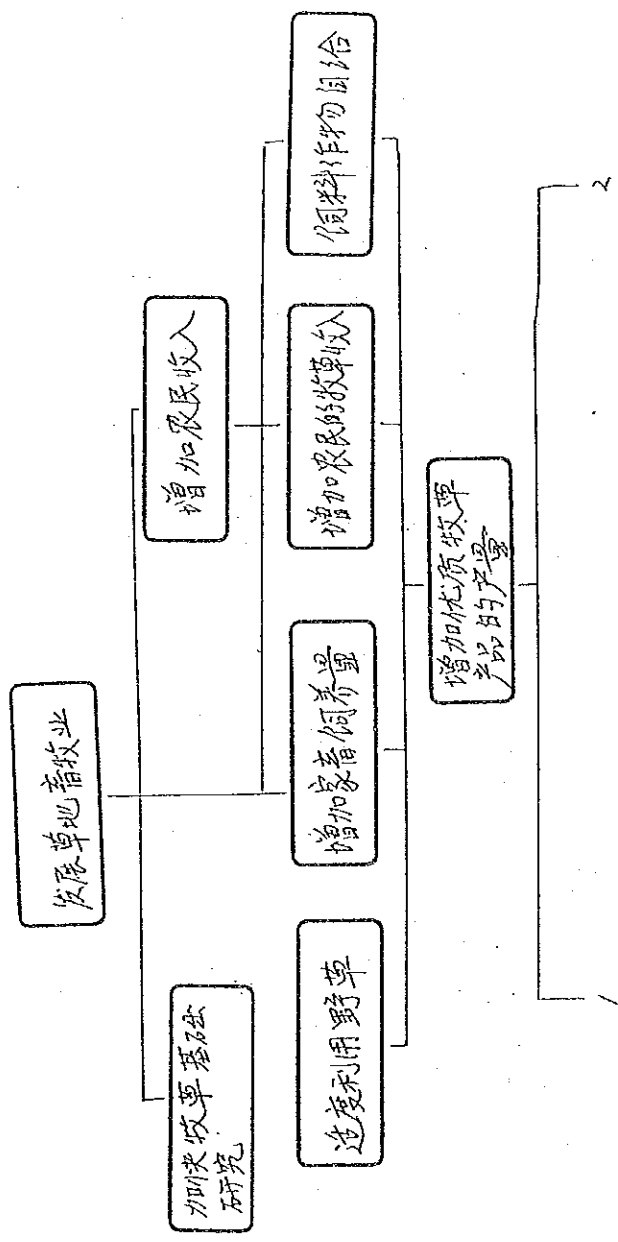 发展草地畜牧业
加快牧草基础
研究
增加农民收入
适度利用野草
增加家畜饲养量
增加农民的牧草收入
饲料作物自给
增加优质牧草
产品的产量
1
2